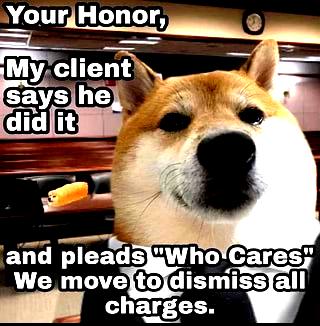 Your Honor,
My client
says he
did it
and pleads "Who Cares"
We move to dismiss all
charges.